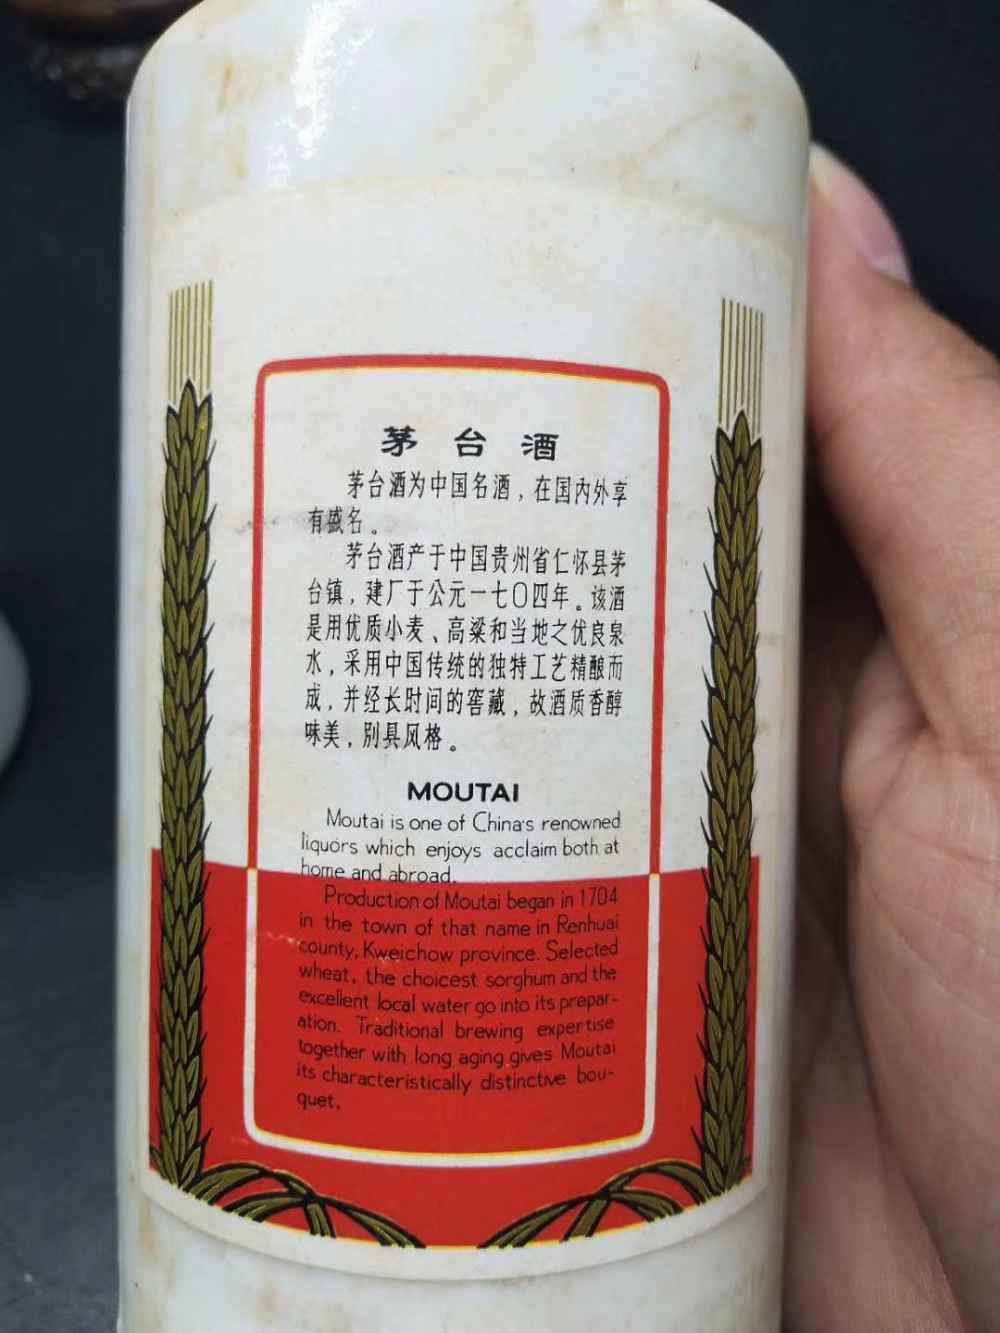 茅台酒
茅台酒为中国名酒，在国内外享
有盛名。
茅台酒产于中国贵州省仁怀县茅
台镇，建厂于公元一七〇四年。该酒
是用优质小麦、高粱和当地之优良泉
水，采用中国传统的独特工艺精酿而
成，并经长时间的窖藏，故酒质香醇
味美，别具风格。
MOUTAI
Moutai is one of China's renowned
liquors which enjoys acclaim both at
home and abroad.
Production of Moutai began in 1704
in the town of that name in Renhuai
county, Kweichow province. Selected
wheat, the choicest sorghum and the
excellent local water go into its prepar-
ation. Traditional brewing expertise
together with long aging gives Moutai
its characteristically distinctive bou-
quet.